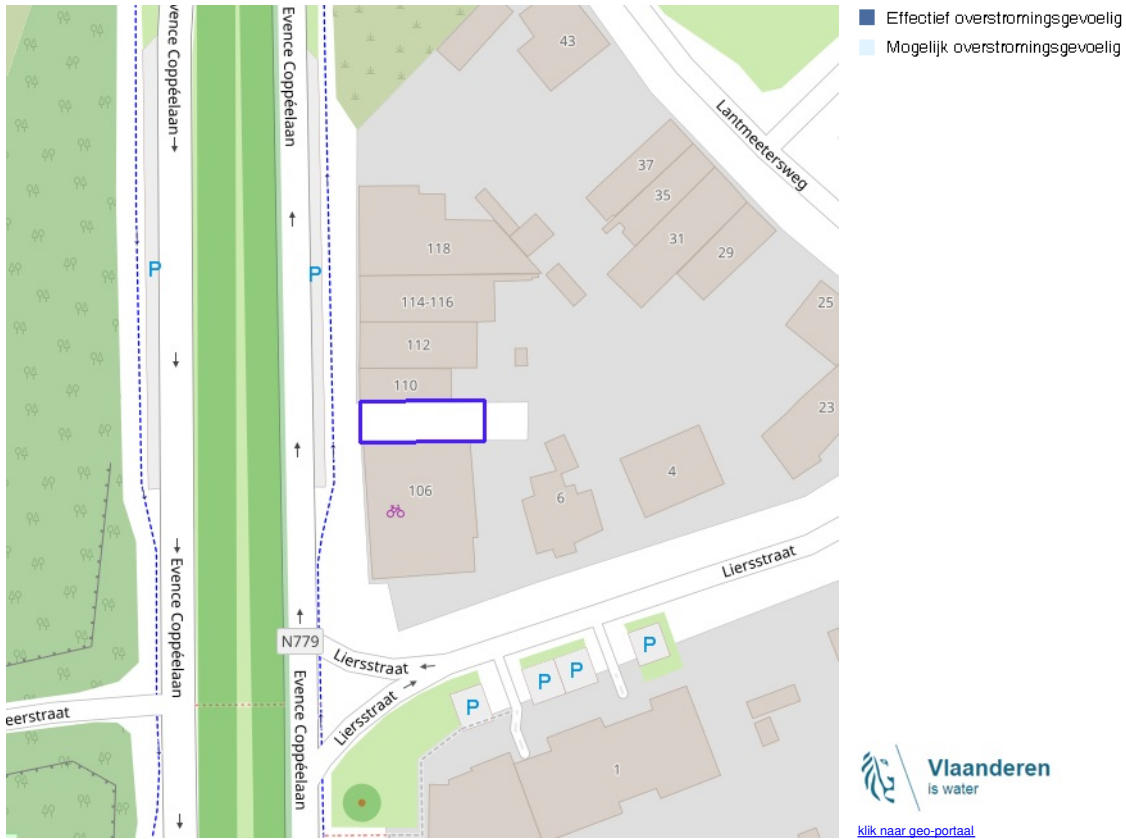 Effectief overstromingsgevoelig
Mogelijk overstromingsgevoelig
Evence Coppéelaan
Evence Coppéelaan
43
Lantmeetersweg
37
35
31
29
118
25
P
P
114-116
112
110
23
106
4
6
Liersstraat
Evence Coppéelaan
N779
Liersstraat
P
P
P
P
Evence Coppéelaan
Liersstraat
eerstraat
1
Vlaanderen
is water
klik naar geo-portaal